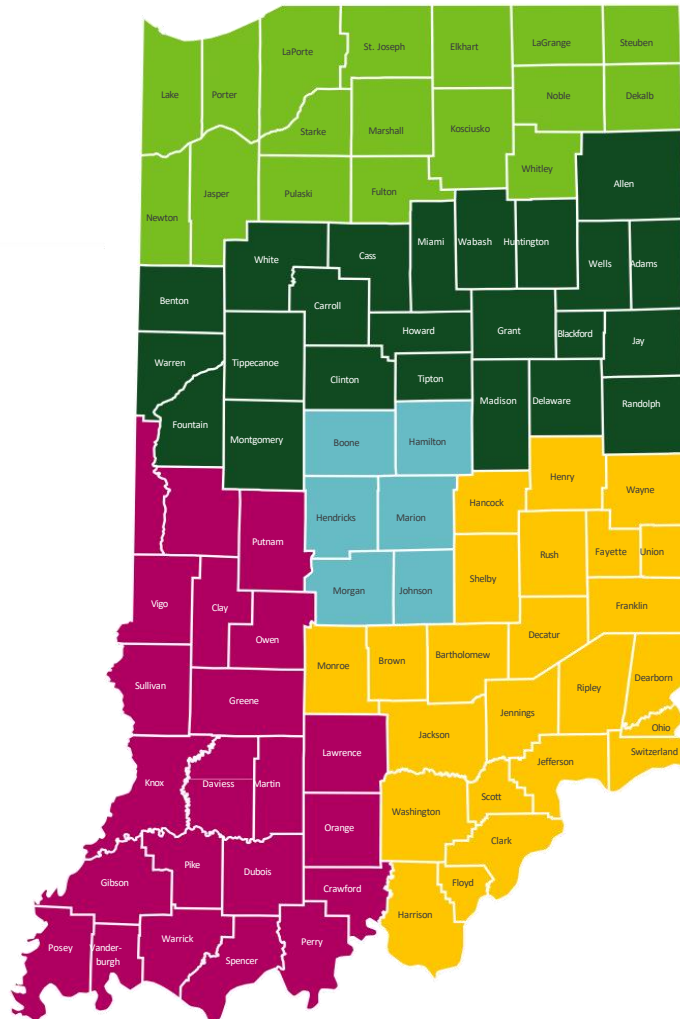 LaPorte
St. Joseph
Elkhart
LaGrange
Steuben
Lake
Porter
Noble
Dekalb
Starke
Marshall
Kosciusko
Whitley
Allen
Newton
Jasper
Pulaski
Fulton
White
Cass
Miami
Wabash
Huntington
Wells
Adams
Benton
Carroll
Howard
Grant
Blackford
Jay
Warren
Tippecanoe
Clinton
Tipton
Madison
Delaware
Randolph
Fountain
Montgomery
Boone
Hamilton
Henry
Wayne
Hancock
Hendricks
Marion
Putnam
Rush
Fayette
Union
Shelby
Vigo
Clay
Morgan
Johnson
Franklin
Owen
Decatur
Monroe
Brown
Bartholomew
Sullivan
Greene
Ripley
Dearborn
Jennings
Ohio
Jackson
Lawrence
Switzerland
Jefferson
Knox
Daviess
Martin
Scott
Washington
Orange
Clark
Pike
Dubois
Gibson
Crawford
Floyd
Harrison
Posey
Vander-
burgh
Warrick
Perry
Spencer